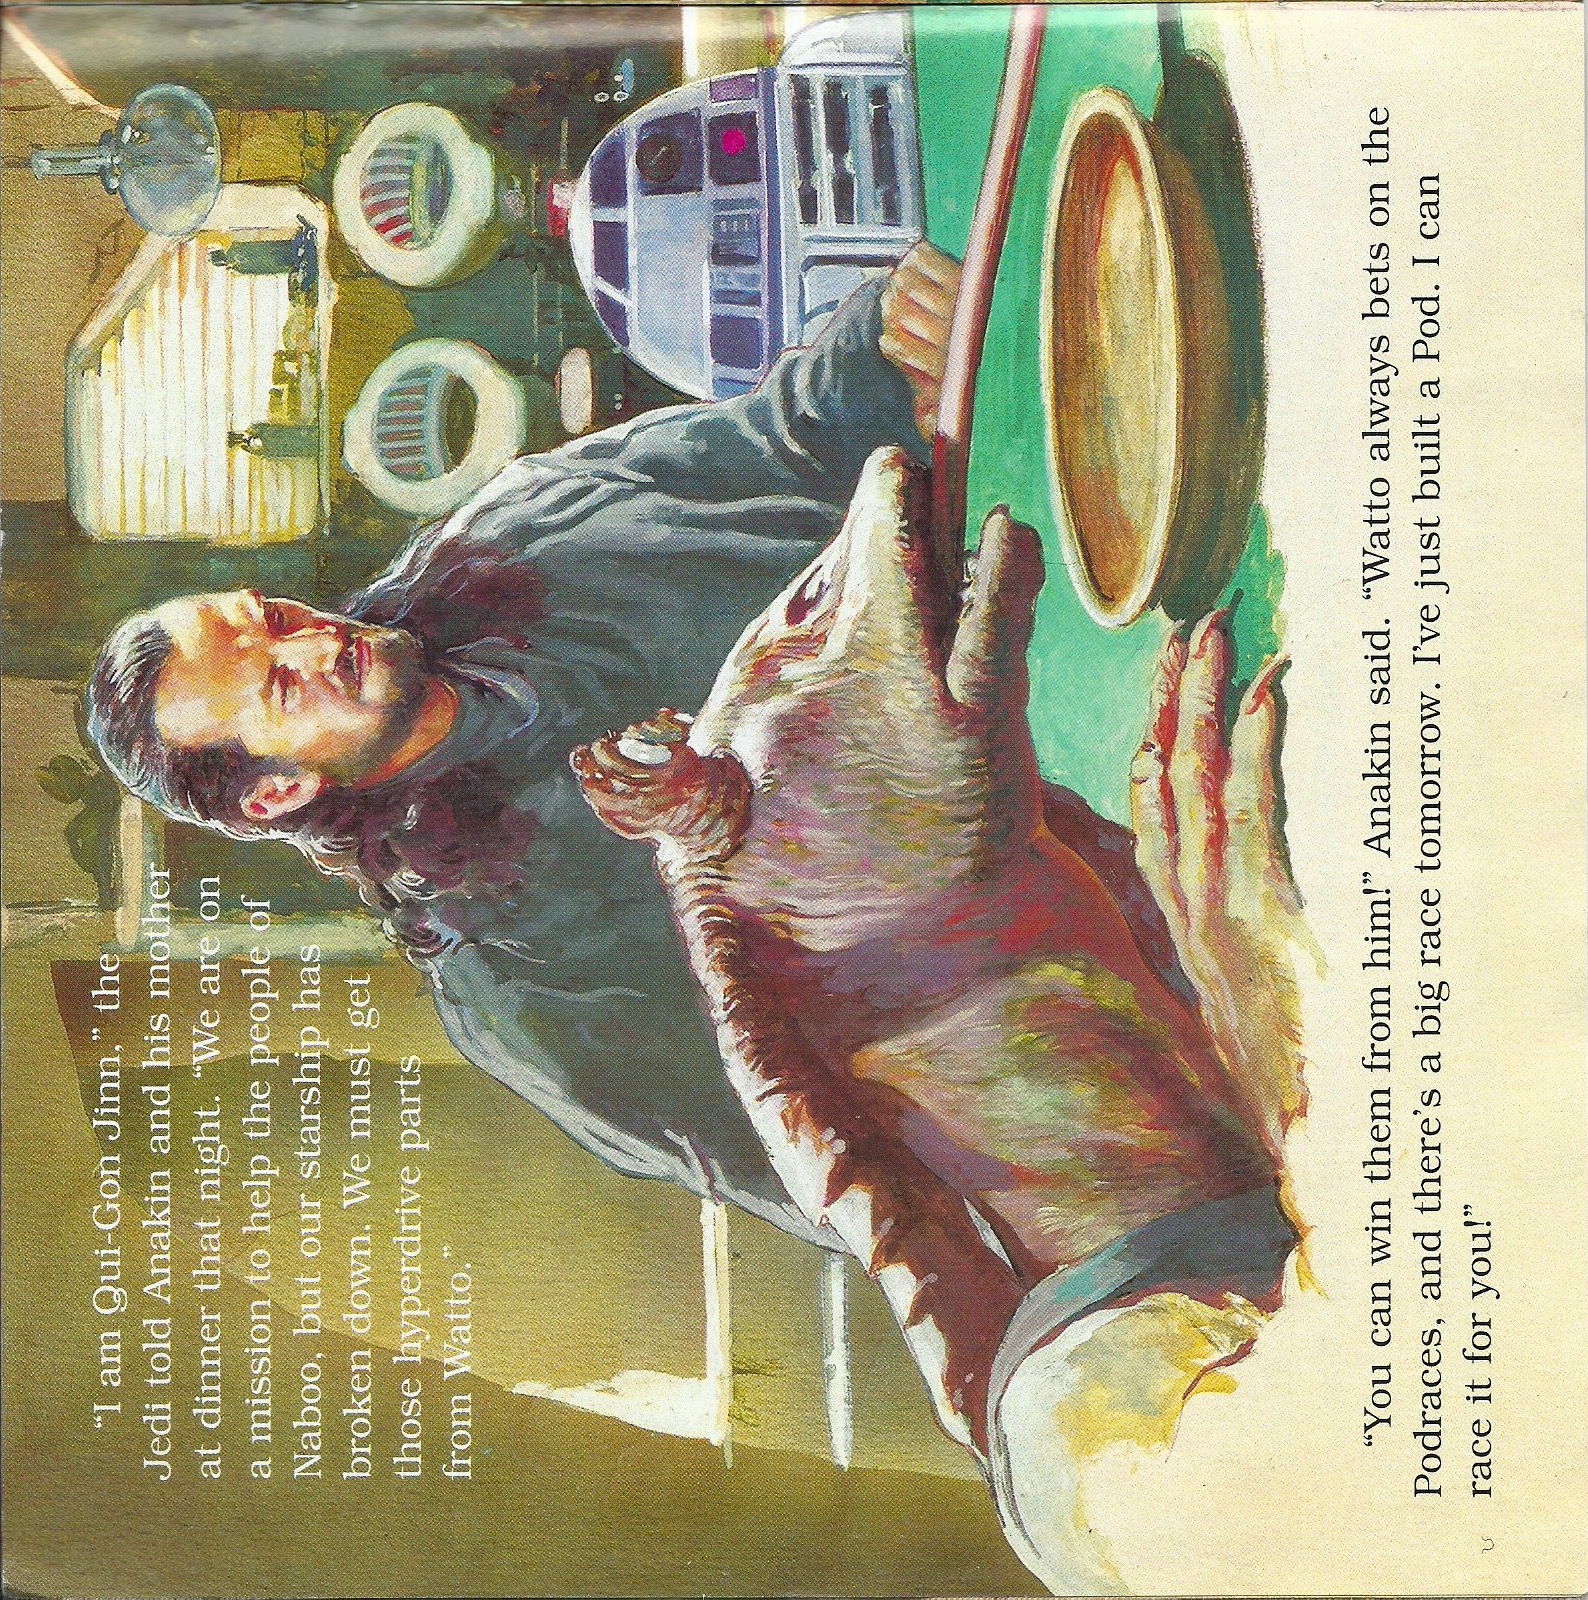 “I am Qui-Gon Jinn,” the
Jedi told Anakin and his mother
at dinner that night. “We are on
a mission to help the people of
Naboo, but our starship has
broken down. We must get
those hyperdrive parts
from Watto.”
“You can win them from him!” Anakin said. “Watto always bets on the
Podraces, and there’s a big race tomorrow. I’ve just built a Pod. I can
race it for you!”